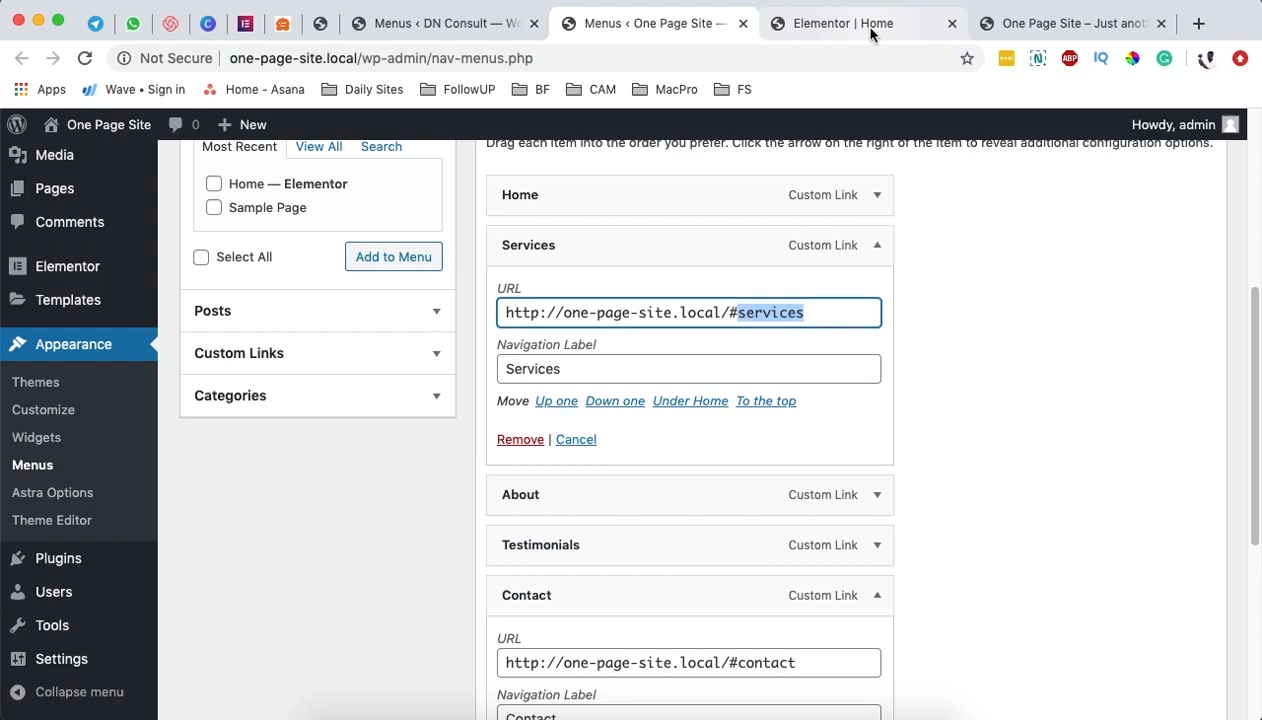 Menus ‹ DN Consult — Wo
Menus ‹ One Page Site —
Elementor | Home
One Page Site – Just anot
Not Secure
one-page-site.local/wp-admin/nav-menus.php
ABP
IQ
Apps
Wave • Sign in
Home - Asana
Daily Sites
FollowUP
BF
CAM
MacPro
FS
One Page Site
0
New
Howdy, admin
Media
Pages
Comments
Elementor
Templates
Appearance
Themes
Customize
Widgets
Menus
Astra Options
Theme Editor
Plugins
Users
Tools
Settings
Collapse menu
Most Recent
View All
Search
Home — Elementor
Sample Page
Select All
Add to Menu
Posts
Custom Links
Categories
Drag each item into the order you prefer. Click the arrow on the right of the item to reveal additional configuration options.
Home
Custom Link
Services
Custom Link
URL
http://one-page-site.local/#services
Navigation Label
Services
Move Up one Down one Under Home To the top
Remove | Cancel
About
Custom Link
Testimonials
Custom Link
Contact
Custom Link
URL
http://one-page-site.local/#contact
Navigation Label
Contact